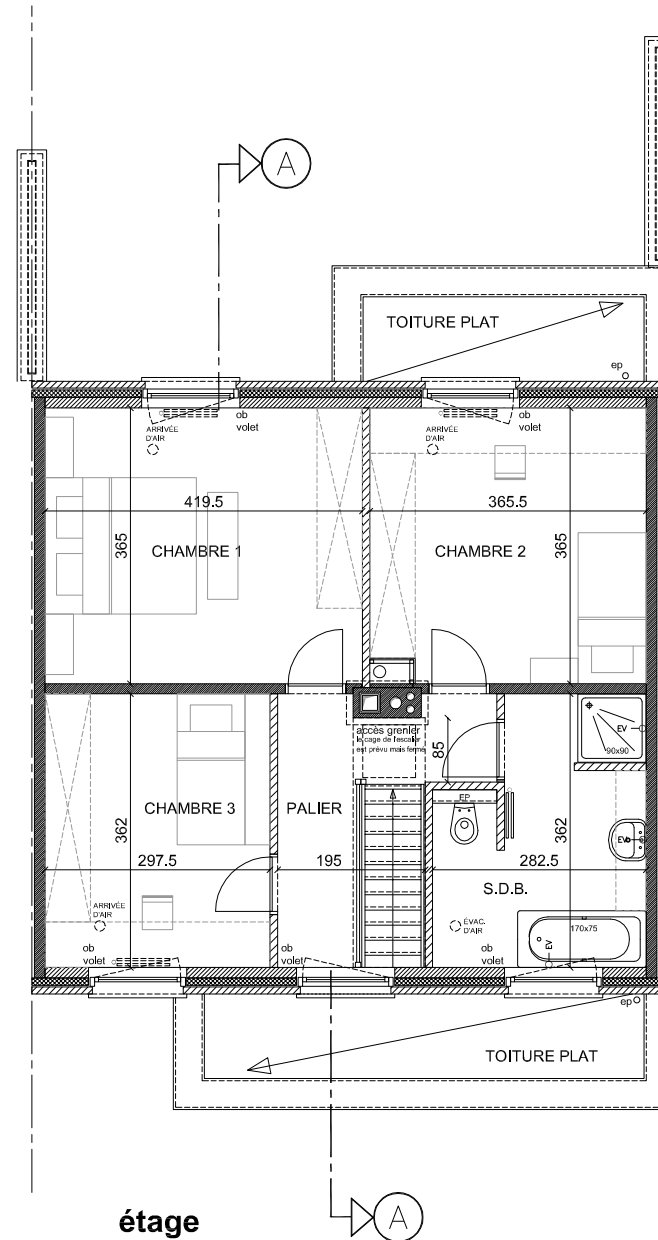 A
TOITURE PLAT
ep
ob
volet
ob
volet
ARRIVÉE
D'AIR
ARRIVÉE
D'AIR
419.5
365.5
365
CHAMBRE 1
CHAMBRE 2
365
accès grenier
la cage de l'escalier
est prévu mais fermé
85
EV
90x90
CHAMBRE 3
PALIER
EP
362
362
EV
297.5
195
282.5
S.D.B.
ARRIVÉE
D'AIR
ÉVAC.
D'AIR
170x75
EV
ob
volet
ob
volet
ob
volet
ep
TOITURE PLAT
A
étage